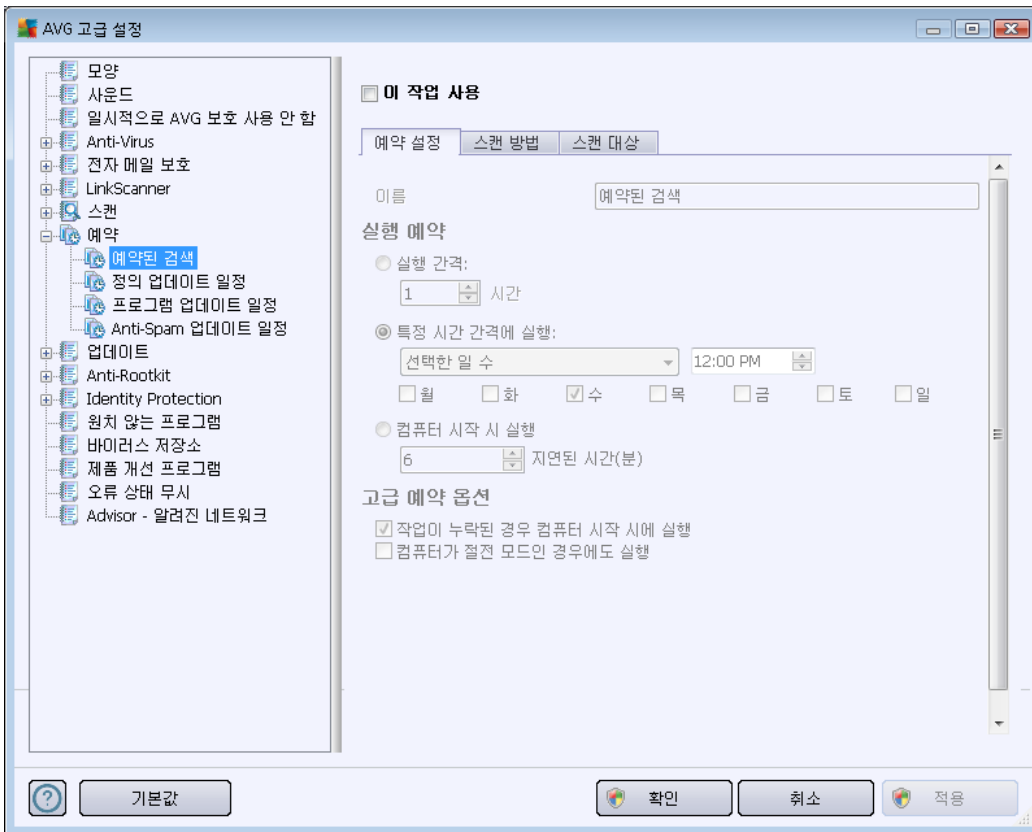 AVG 고급 설정
모양
사운드
일시적으로 AVG 보호 사용 안 함
Anti-Virus
전자 메일 보호
LinkScanner
스캔
예약
예약된 검색
정의 업데이트 일정
프로그램 업데이트 일정
Anti-Spam 업데이트 일정
업데이트
Anti-Rootkit
Identity Protection
원치 않는 프로그램
바이러스 저장소
제품 개선 프로그램
오류 상태 무시
Advisor - 알려진 네트워크
이 작업 사용
예약 설정 스캔 방법 스캔 대상
이름 예약된 검색
실행 예약
실행 간격:
1 시간
특정 시간 간격에 실행:
선택한 일 수 12:00 PM
월 화 수 목 금 토 일
컴퓨터 시작 시 실행
6 지연된 시간(분)
고급 예약 옵션
작업이 누락된 경우 컴퓨터 시작 시에 실행
컴퓨터가 절전 모드인 경우에도 실행
기본값 확인 취소 적용